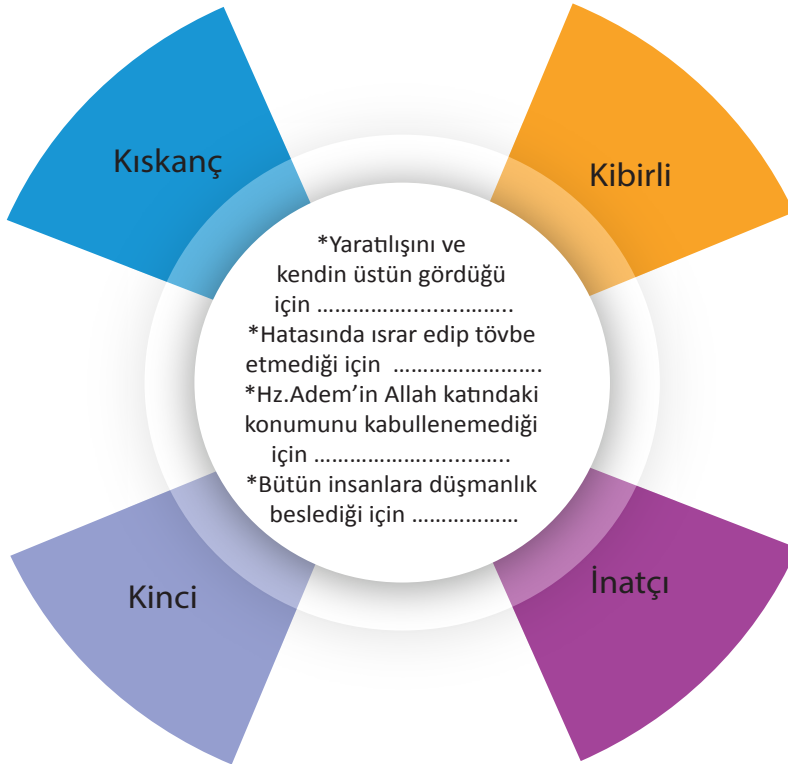 Kıskanç
Kibirli
*Yaratılışını ve
kendin üstün gördüğü
için ……………..........……..
*Hatasında ısrar edip tövbe
etmediği için …………………….
*Hz.Adem’in Allah katındaki
konumunu kabullenemediği
için ………………..........…..
*Bütün insanlara düşmanlık
beslediği için ………………
Kinci
İnatçı